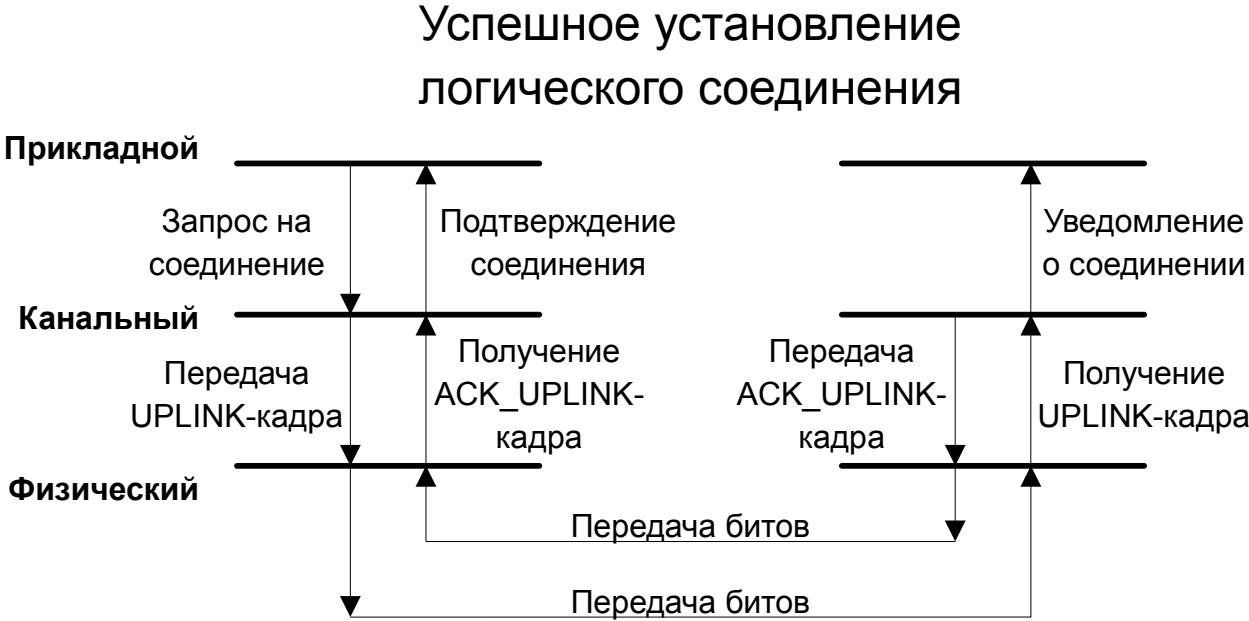 Успешное установление
логического соединения
Прикладной
Запрос на
соединение
Подтверждение
соединения
Уведомление
о соединении
Канальный
Передача
UPLINK-кадра
Получение
ACK_UPLINK-
кадра
Передача
ACK_UPLINK-
кадра
Получение
UPLINK-кадра
Физический
Передача битов
Передача битов